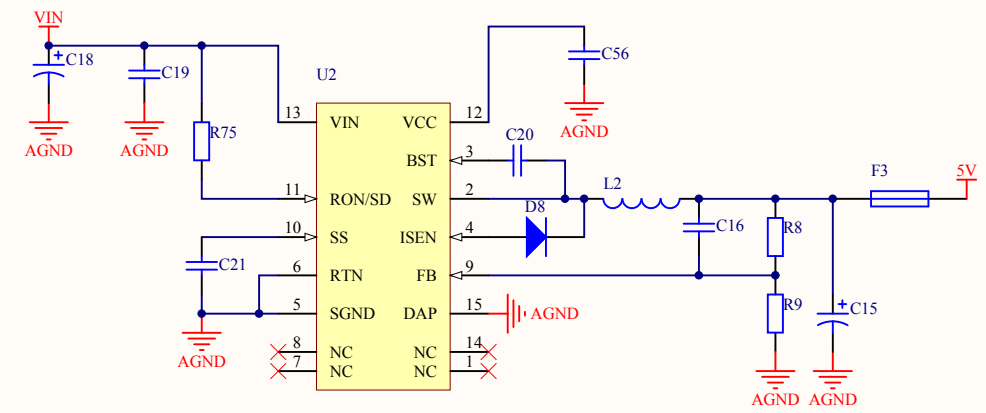 VIN
C18
C19
R75
AGND
AGND
U2
C56
AGND
13
VIN
VCC
12
BST
3
C20
11
RON/SD
SW
2
L2
F3
5V
D8
10
SS
ISEN
4
C16
R8
C21
6
RTN
FB
9
5
SGND
DAP
15
AGND
R9
C15
AGND
8
NC
NC
14
7
NC
NC
1
AGND
AGND